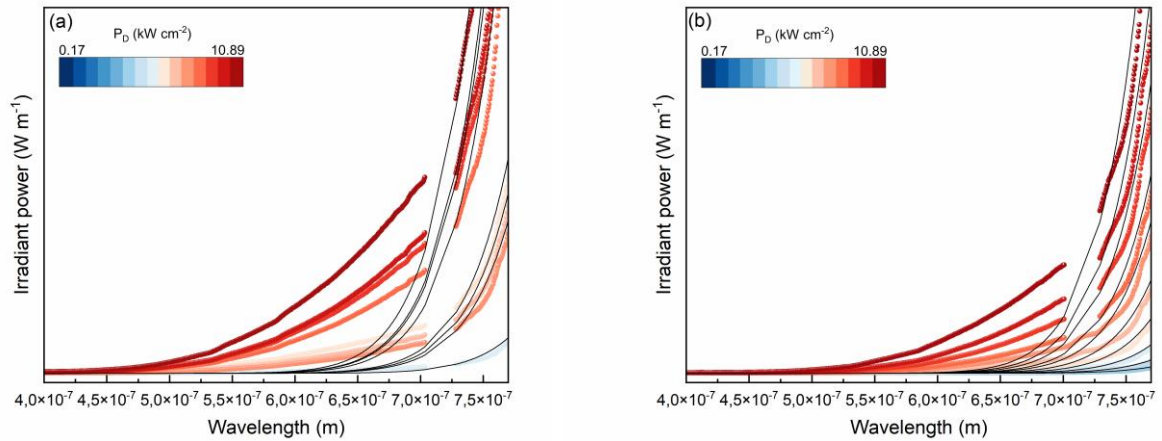 (a)
P_D (kW cm⁻²)
0.17 10.89
Irradiant power (W m⁻¹)
4,0×10⁻⁷ 4,5×10⁻⁷ 5,0×10⁻⁷ 5,5×10⁻⁷ 6,0×10⁻⁷ 6,5×10⁻⁷ 7,0×10⁻⁷ 7,5×10⁻⁷
Wavelength (m)
(b)
P_D (kW cm⁻²)
0.17 10.89
Irradiant power (W m⁻¹)
4,0×10⁻⁷ 4,5×10⁻⁷ 5,0×10⁻⁷ 5,5×10⁻⁷ 6,0×10⁻⁷ 6,5×10⁻⁷ 7,0×10⁻⁷ 7,5×10⁻⁷
Wavelength (m)